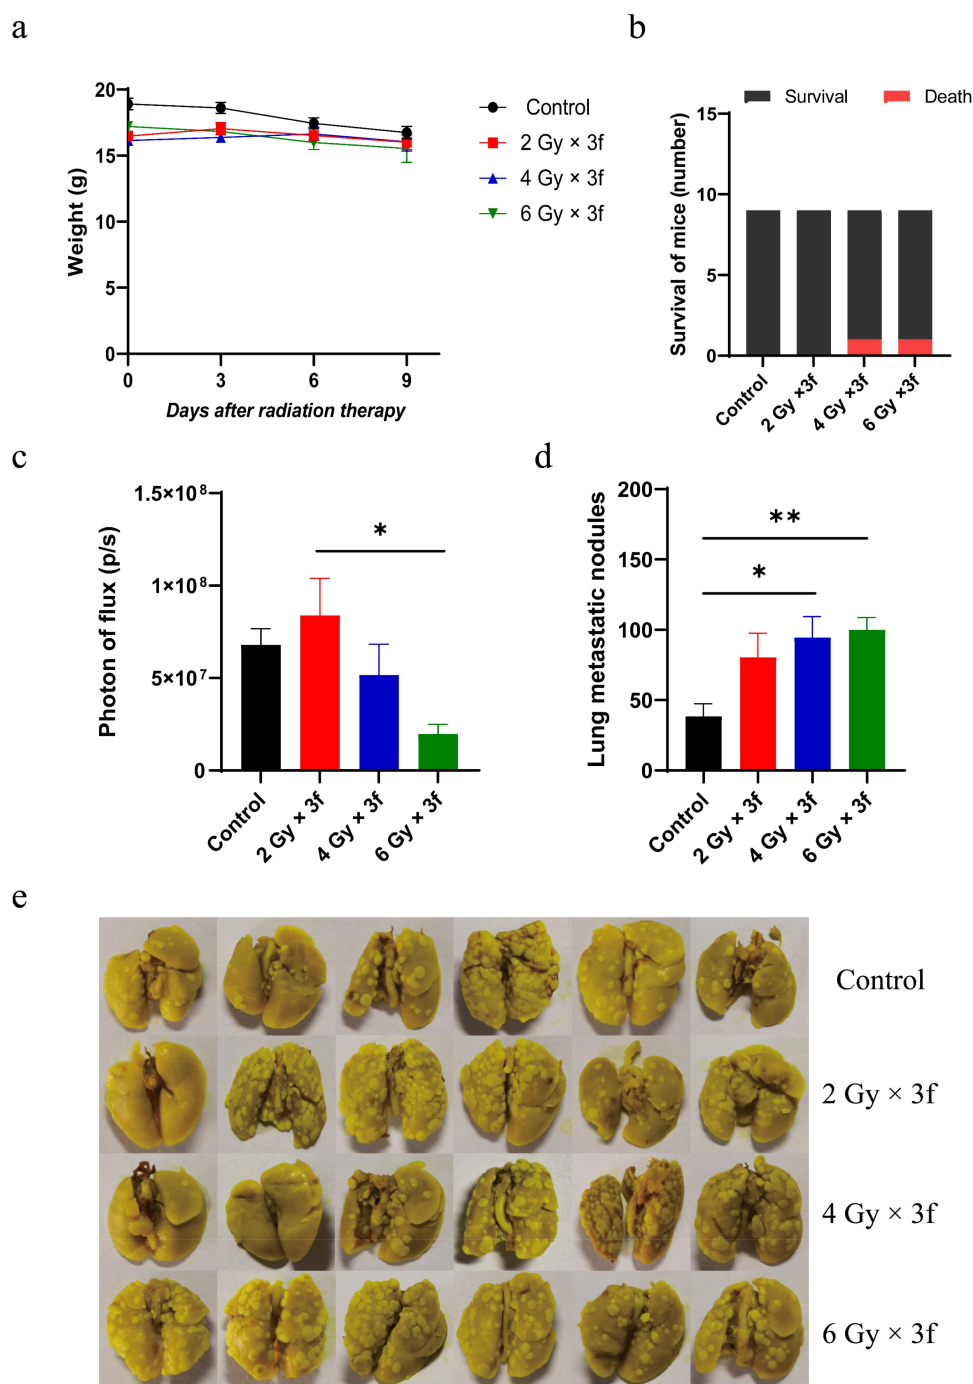 a
Weight (g)
20
15
10
5
0
0 3 6 9
Days after radiation therapy
Control
2 Gy × 3f
4 Gy × 3f
6 Gy × 3f
b
Survival Death
Survival of mice (number)
15
10
5
0
Control 2 Gy ×3f 4 Gy ×3f 6 Gy ×3f
c
Photon of flux (p/s)
1.5×10⁸
1×10⁸
5×10⁷
0
*
Control 2 Gy × 3f 4 Gy × 3f 6 Gy × 3f
d
Lung metastatic nodules
200
150
100
50
0
**
*
Control 2 Gy × 3f 4 Gy × 3f 6 Gy × 3f
e
Control
2 Gy × 3f
4 Gy × 3f
6 Gy × 3f